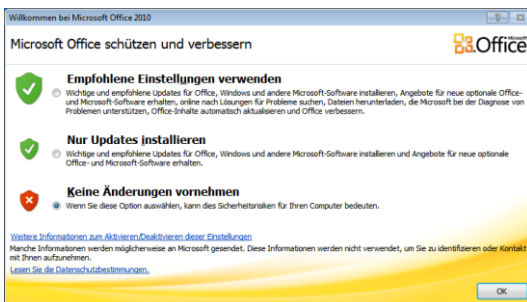 Willkommen bei Microsoft Office 2010
Microsoft Office schützen und verbessern
Microsoft
Office
Empfohlene Einstellungen verwenden
Wichtige und empfohlene Updates für Office, Windows und andere Microsoft-Software installieren, Angebote für neue optionale Office-
und Microsoft-Software erhalten, online nach Lösungen für Probleme suchen, Dateien herunterladen, die Microsoft bei der Diagnose von
Problemen unterstützen, Office-Inhalte automatisch aktualisieren und Office verbessern.
Nur Updates installieren
Wichtige und empfohlene Updates für Office, Windows und andere Microsoft-Software installieren und Angebote für neue optionale
Office- und Microsoft-Software erhalten.
Keine Änderungen vornehmen
Wenn Sie diese Option auswählen, kann dies Sicherheitsrisiken für Ihren Computer bedeuten.
Weitere Informationen zum Aktivieren/Deaktivieren dieser Einstellungen
Manche Informationen werden möglicherweise an Microsoft gesendet. Diese Informationen werden nicht verwendet, um Sie zu identifizieren oder Kontakt
mit Ihnen aufzunehmen.
Lesen Sie die Datenschutzbestimmungen.
OK